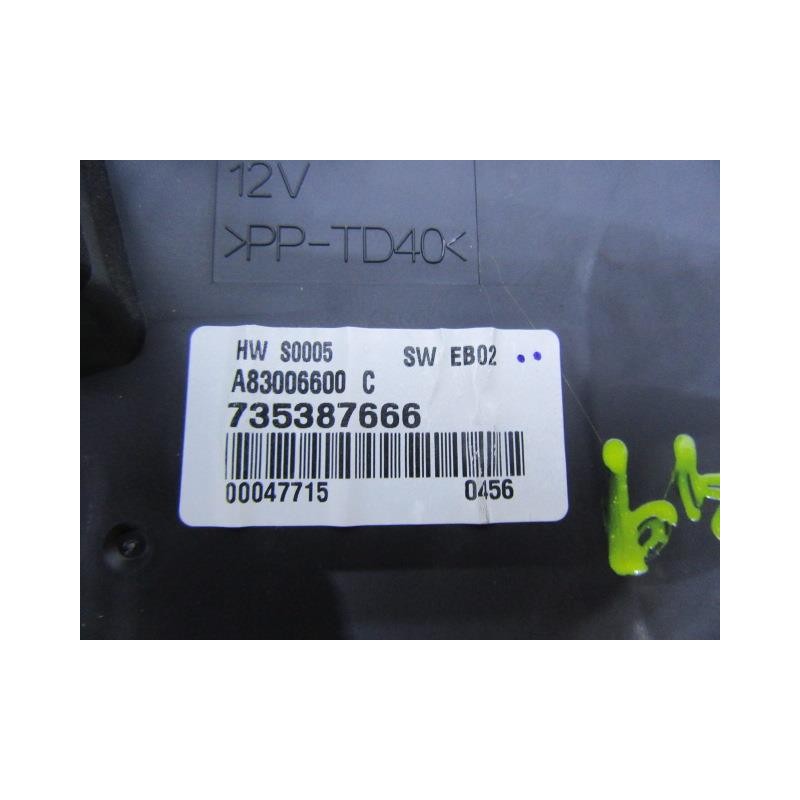 12V
>PP-TD40<
HW S0005 SW EB02
A83006600 C
735387666
00047715 0456